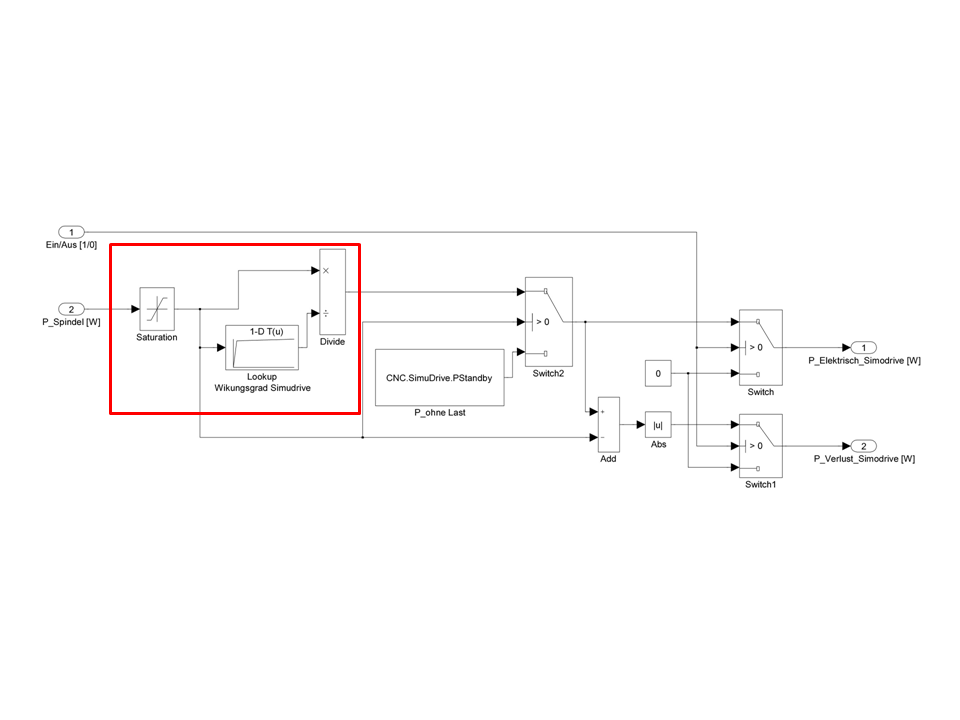 1
Ein/Aus [1/0]
2
P_Spindel [W]
Saturation
1-D T(u)
Lookup
Wikungsgrad Simudrive
×
÷
Divide
CNC.SimuDrive.PStandby
P_ohne Last
> 0
Switch2
0
+
−
Add
|u|
Abs
> 0
Switch
> 0
Switch1
1
P_Elektrisch_Simodrive [W]
2
P_Verlust_Simodrive [W]